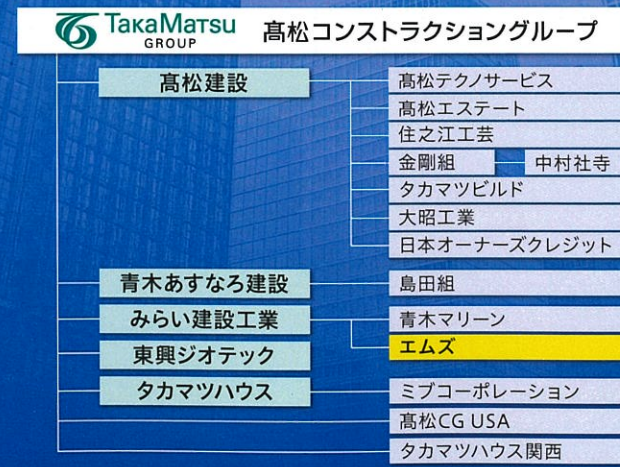 TAKAMATSU
GROUP
髙松コンストラクショングループ
髙松建設
髙松テクノサービス
髙松エステート
住之江工芸
金剛組 中村社寺
タカマツビルド
大昭工業
日本オーナーズクレジット
青木あすなろ建設
島田組
みらい建設工業
青木マリーン
エムズ
東興ジオテック
タカマツハウス
ミブコーポレーション
髙松CG USA
タカマツハウス関西